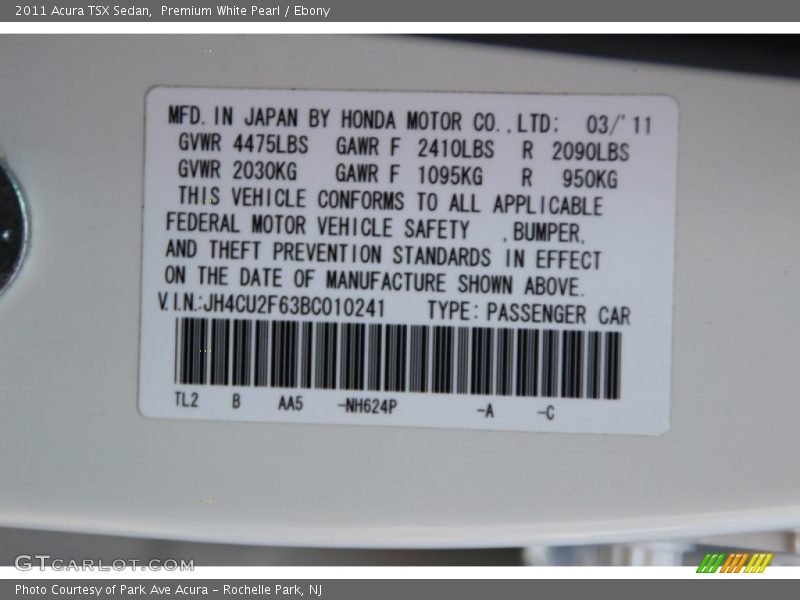 2011 Acura TSX Sedan,  Premium White Pearl / Ebony
MFD. IN JAPAN BY HONDA MOTOR CO., LTD: 03/'11
GVWR 4475LBS GAWR F 2410LBS R 2090LBS
GVWR 2030KG GAWR F 1095KG R 950KG
THIS VEHICLE CONFORMS TO ALL APPLICABLE
FEDERAL MOTOR VEHICLE SAFETY , BUMPER,
AND THEFT PREVENTION STANDARDS IN EFFECT
ON THE DATE OF MANUFACTURE SHOWN ABOVE.
V.I.N.:JH4CU2F63BC010241 TYPE: PASSENGER CAR
TL2 B AA5 -NH624P -A -C
GTCARLOT.COM
Photo Courtesy of Park Ave Acura - Rochelle Park, NJ